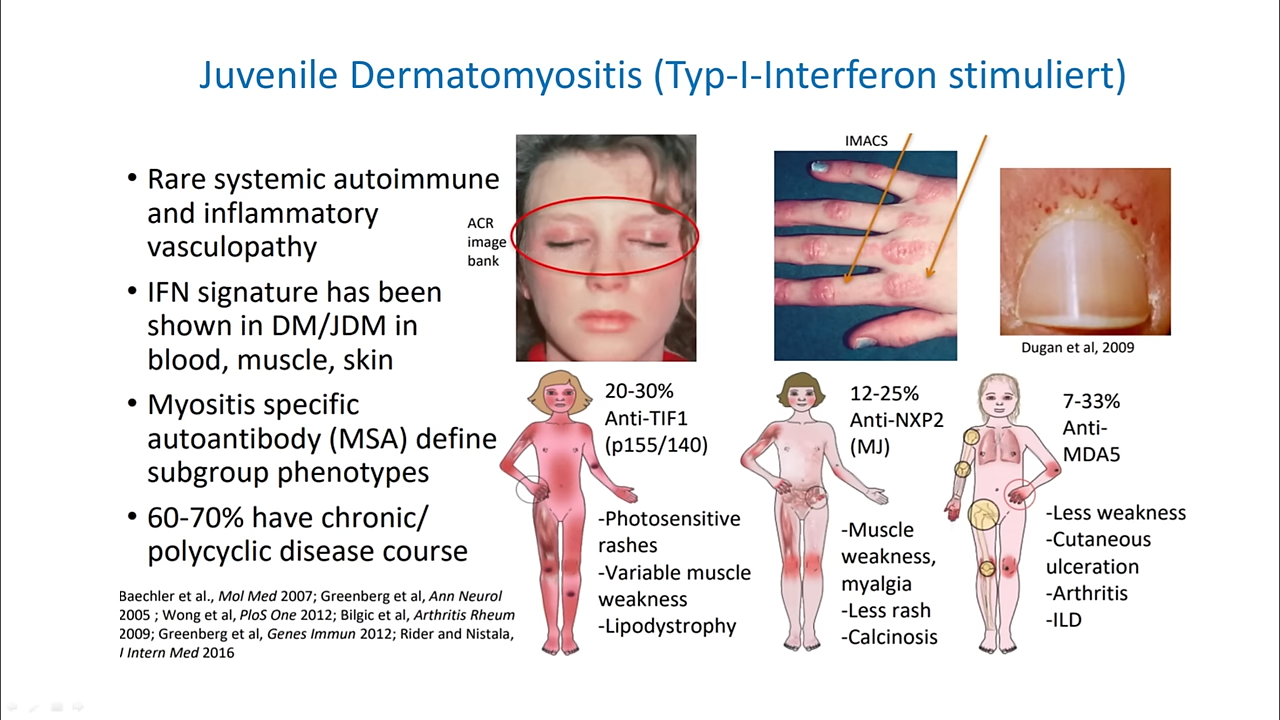 Juvenile Dermatomyositis (Typ-I-Interferon stimuliert)
• Rare systemic autoimmune
and inflammatory
vasculopathy
• IFN signature has been
shown in DM/JDM in
blood, muscle, skin
• Myositis specific
autoantibody (MSA) define
subgroup phenotypes
• 60-70% have chronic/
polycyclic disease course
Baechler et al., Mol Med 2007; Greenberg et al, Ann Neurol
2005 ; Wong et al, PloS One 2012; Bilgic et al, Arthritis Rheum
2009; Greenberg et al, Genes Immun 2012; Rider and Nistala,
J Intern Med 2016
ACR
image
bank
IMACS
Dugan et al, 2009
20-30%
Anti-TIF1
(p155/140)
-Photosensitive
rashes
-Variable muscle
weakness
-Lipodystrophy
12-25%
Anti-NXP2
(MJ)
-Muscle
weakness,
myalgia
-Less rash
-Calcinosis
7-33%
Anti-
MDA5
-Less weakness
-Cutaneous
ulceration
-Arthritis
-ILD